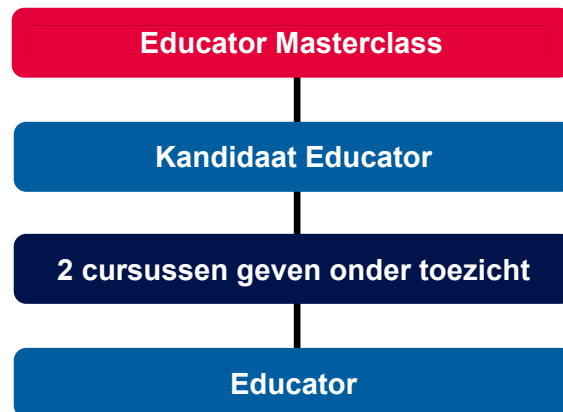 Educator Masterclass
Kandidaat Educator
2 cursussen geven onder toezicht
Educator